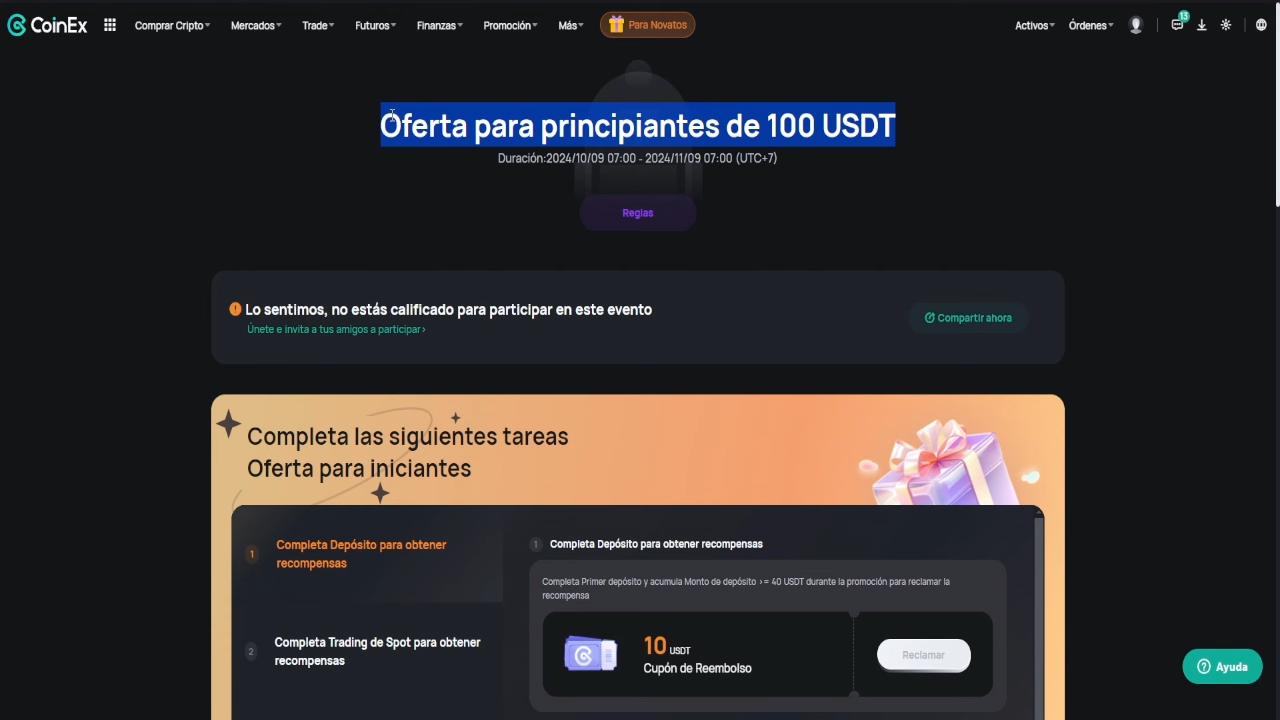 CoinEx Comprar Cripto Mercados Trade Futuros Finanzas Promoción Más Para Novatos Activos Órdenes 13
Oferta para principiantes de 100 USDT
Duración:2024/10/09 07:00 - 2024/11/09 07:00 (UTC+7)
Reglas
Lo sentimos, no estás calificado para participar en este evento
Únete e invita a tus amigos a participar›
Compartir ahora
Completa las siguientes tareas
Oferta para iniciantes
1 Completa Depósito para obtener
recompensas
2 Completa Trading de Spot para obtener
recompensas
1 Completa Depósito para obtener recompensas
Completa Primer depósito y acumula Monto de depósito >= 40 USDT durante la promoción para reclamar la
recompensa
10 USDT
Cupón de Reembolso
Reclamar
Ayuda